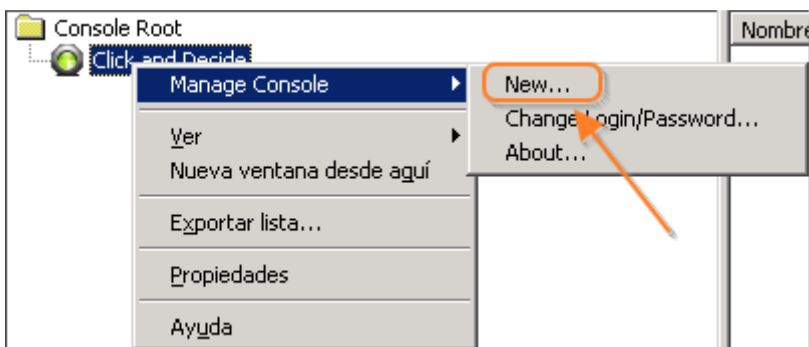 Console Root
Nombre
Click and Decide
Manage Console
New...
Change Login/Password...
About...
Ver
Nueva ventana desde aquí
Exportar lista...
Propiedades
Ayuda